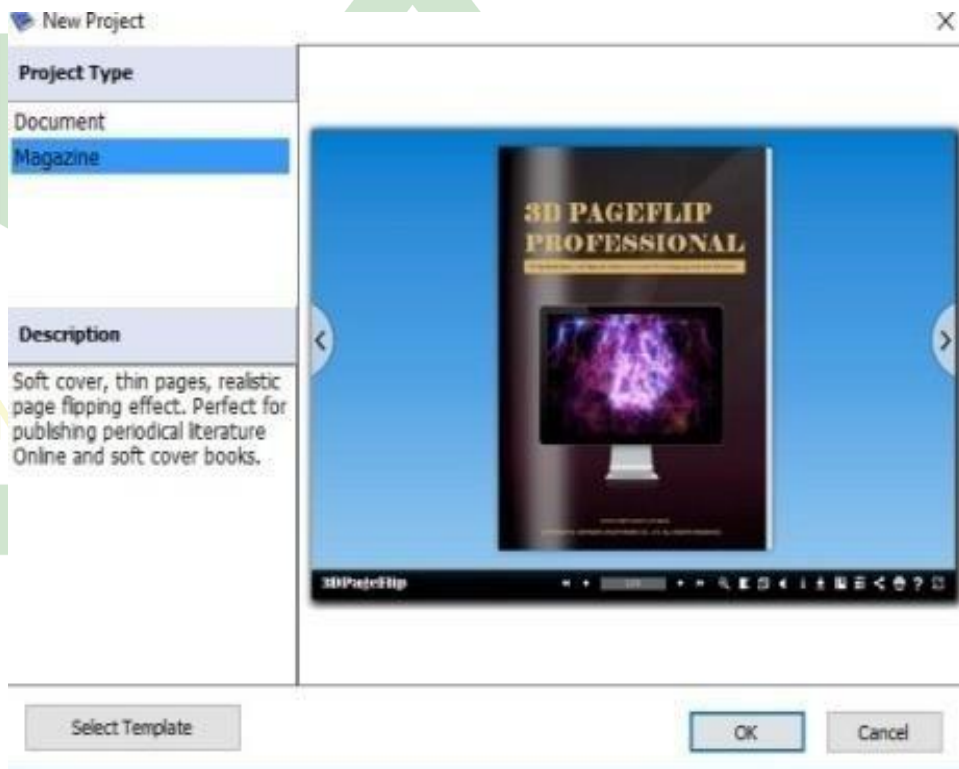 New Project
Project Type
Document
Magazine
Description
Soft cover, thin pages, realistic
page flipping effect. Perfect for
publishing periodical literature
Online and soft cover books.
3D PAGEFLIP
PROFESSIONAL
3DPageFlip
Select Template
OK
Cancel